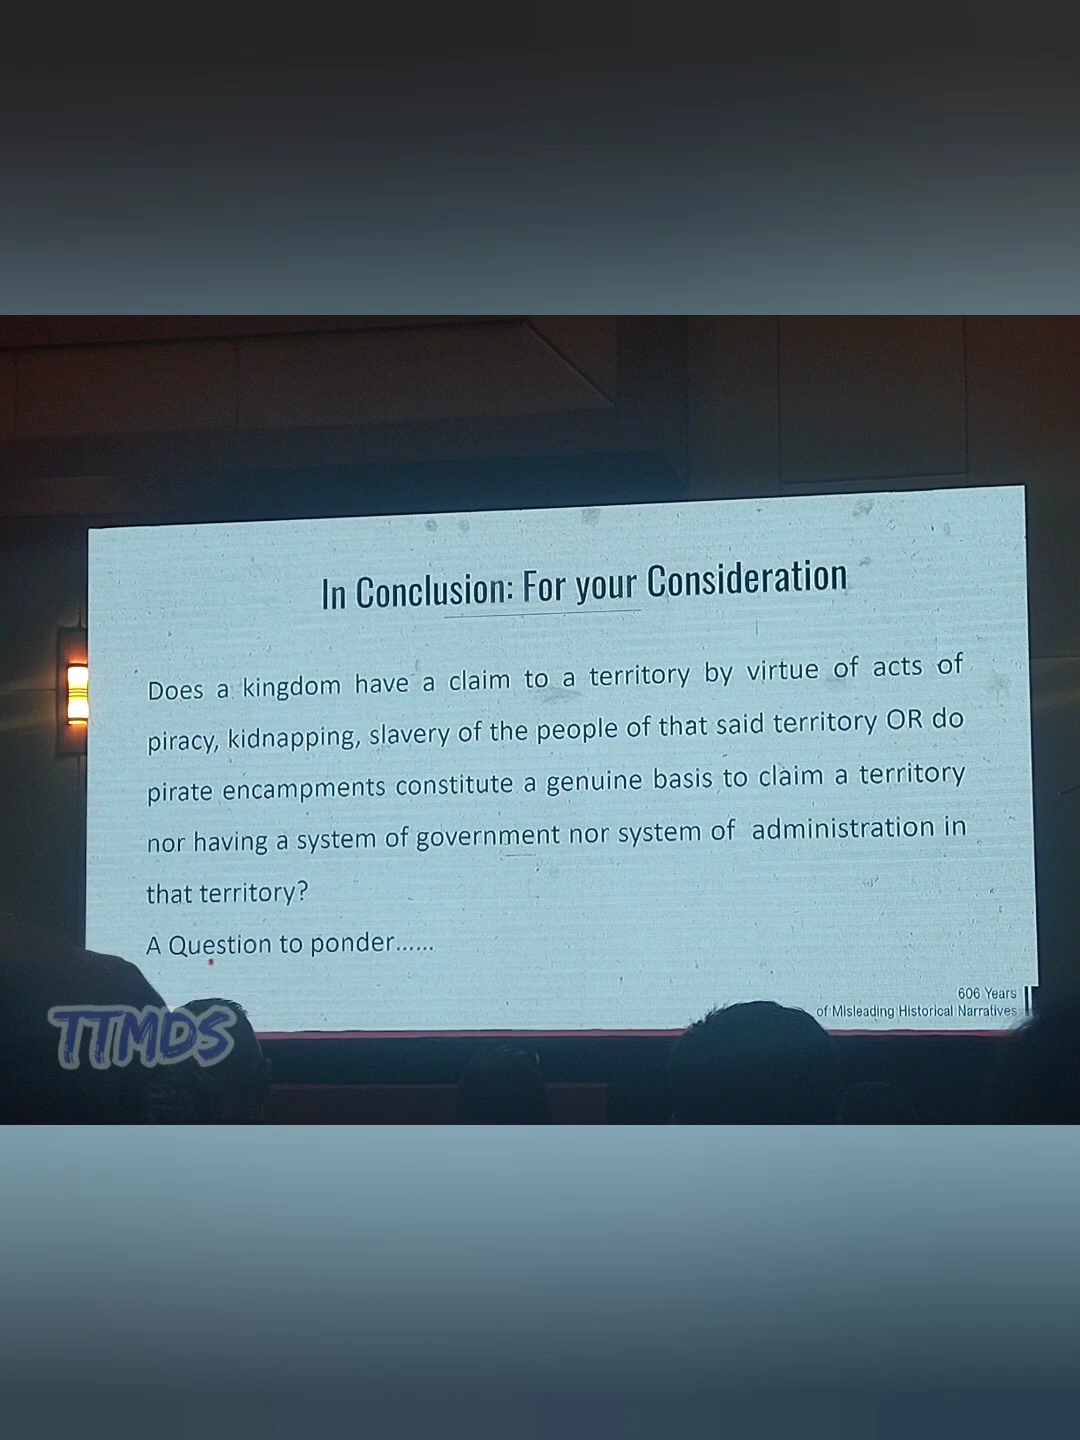 In Conclusion: For your Consideration
Does a kingdom have a claim to a territory by virtue of acts of
piracy, kidnapping, slavery of the people of that said territory OR do
pirate encampments constitute a genuine basis to claim a territory
nor having a system of government nor system of administration in
that territory?
A Question to ponder......
606 Years
of Misleading Historical Narratives
TTMDS